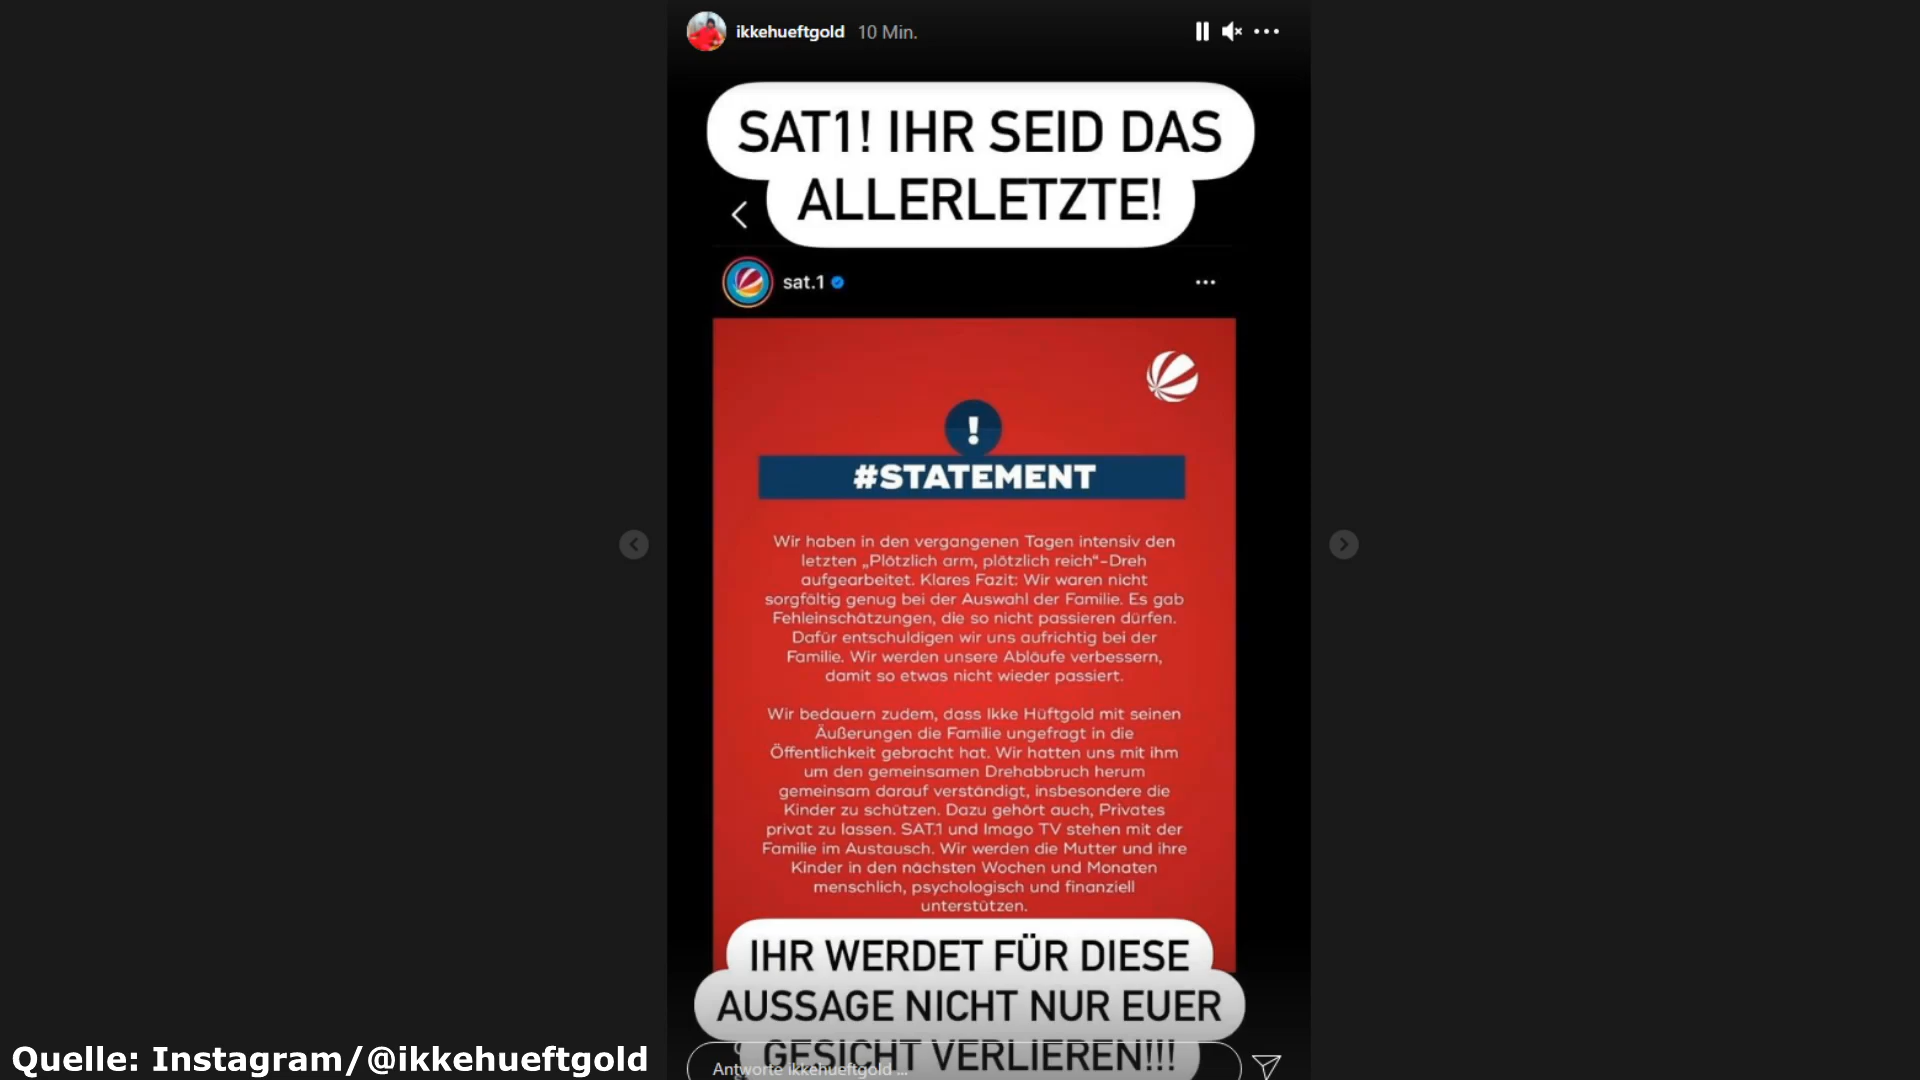 ikkehueftgold 10 Min.
SAT1! IHR SEID DAS
ALLERLETZTE!
sat.1
!
#STATEMENT
Wir haben in den vergangenen Tagen intensiv den
letzten „Plötzlich arm, plötzlich reich“-Dreh
aufgearbeitet. Klares Fazit: Wir waren nicht
sorgfältig genug bei der Auswahl der Familie. Es gab
Fehleinschätzungen, die so nicht passieren dürfen.
Dafür entschuldigen wir uns aufrichtig bei der
Familie. Wir werden unsere Abläufe verbessern,
damit so etwas nicht wieder passiert.
Wir bedauern zudem, dass Ikke Hüftgold mit seinen
Äußerungen die Familie ungefragt in die
Öffentlichkeit gebracht hat. Wir hatten uns mit ihm
um den gemeinsamen Drehabbruch herum
gemeinsam darauf verständigt, insbesondere die
Kinder zu schützen. Dazu gehört auch, Privates
privat zu lassen. SAT.1 und Imago TV stehen mit der
Familie im Austausch. Wir werden die Mutter und ihre
Kinder in den nächsten Wochen und Monaten
menschlich, psychologisch und finanziell
unterstützen.
IHR WERDET FÜR DIESE
AUSSAGE NICHT NUR EUER
GESICHT VERLIEREN!!!
Antworte ikkehueftgold ...
Quelle: Instagram/@ikkehueftgold